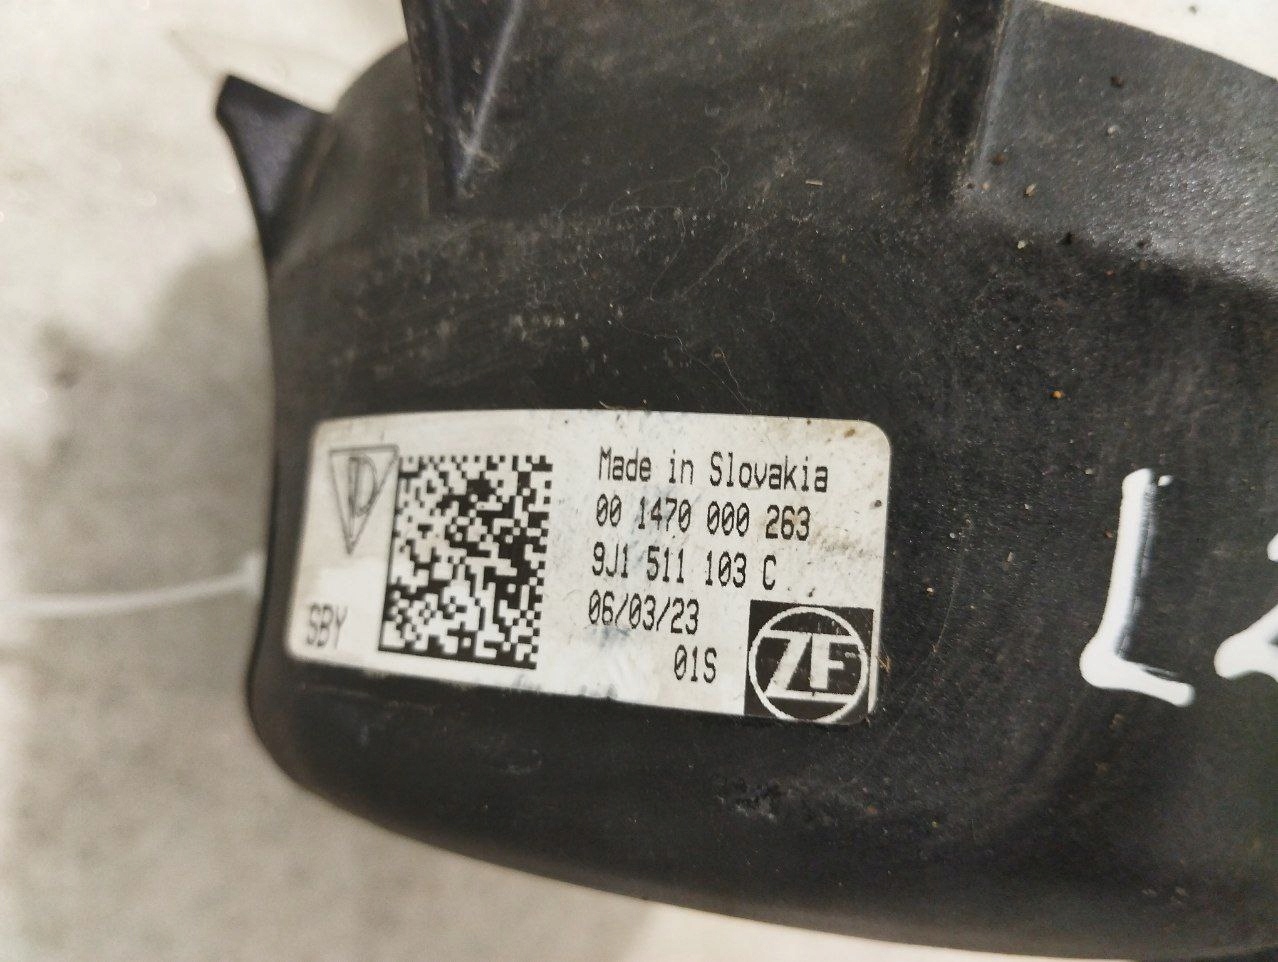 Made in Slovakia
00 1470 000 263
9J1 511 103 C
06/03/23
01S
SBY
D
ZF
L